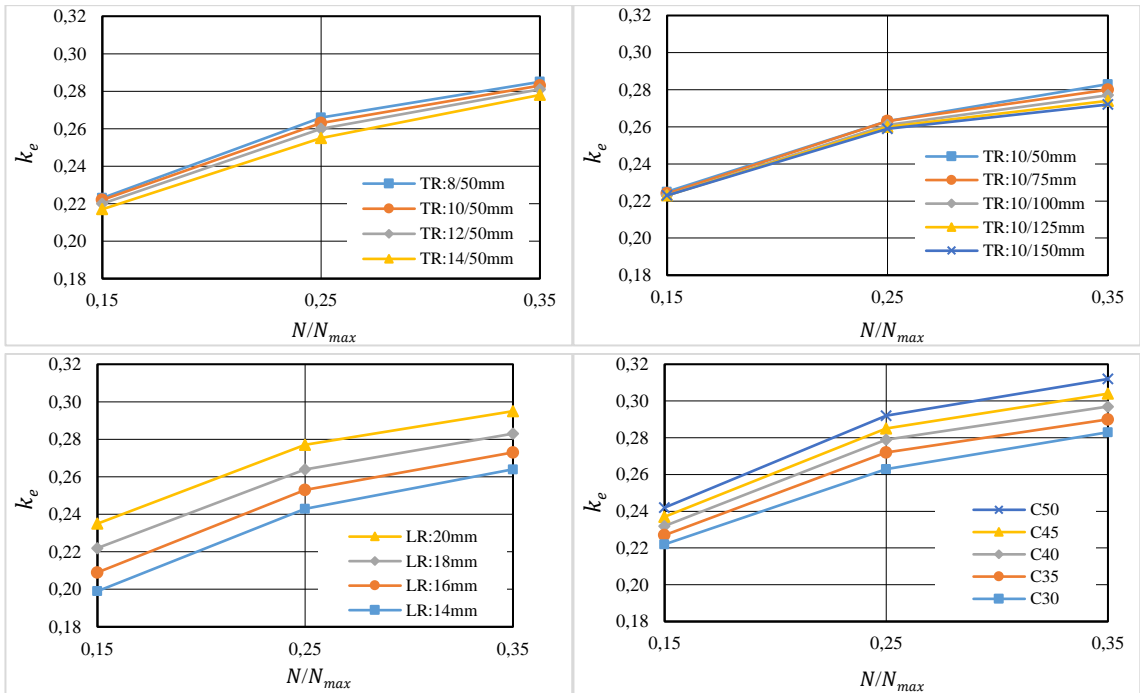 0,32
0,30
0,28
0,26
0,24
0,22
0,20
0,18
k_e
0,15
0,25
0,35
N/N_max
TR:8/50mm
TR:10/50mm
TR:12/50mm
TR:14/50mm
0,32
0,30
0,28
0,26
0,24
0,22
0,20
0,18
k_e
0,15
0,25
0,35
N/N_max
TR:10/50mm
TR:10/75mm
TR:10/100mm
TR:10/125mm
TR:10/150mm
0,32
0,30
0,28
0,26
0,24
0,22
0,20
0,18
k_e
0,15
0,25
0,35
N/N_max
LR:20mm
LR:18mm
LR:16mm
LR:14mm
0,32
0,30
0,28
0,26
0,24
0,22
0,20
0,18
k_e
0,15
0,25
0,35
N/N_max
C50
C45
C40
C35
C30